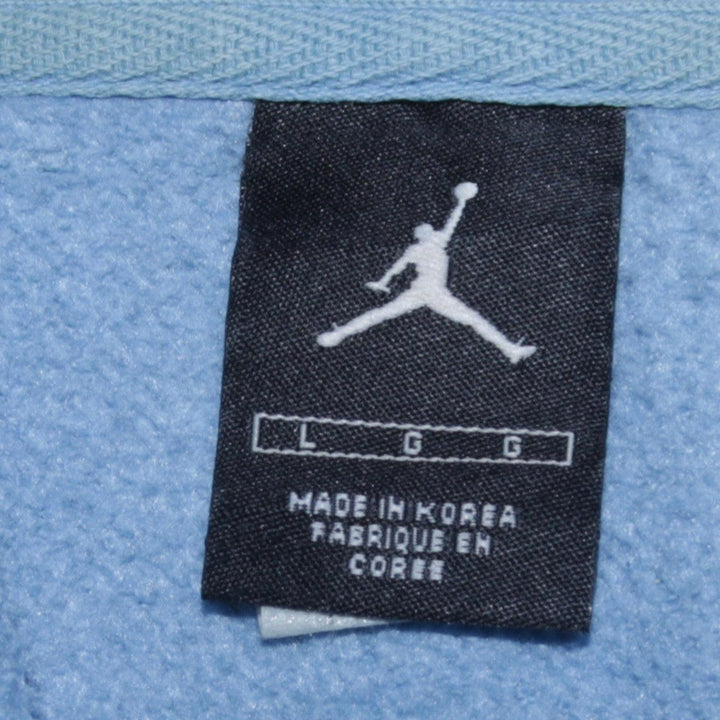 L G G
MADE IN KOREA
FABRIQUE EN
COREE